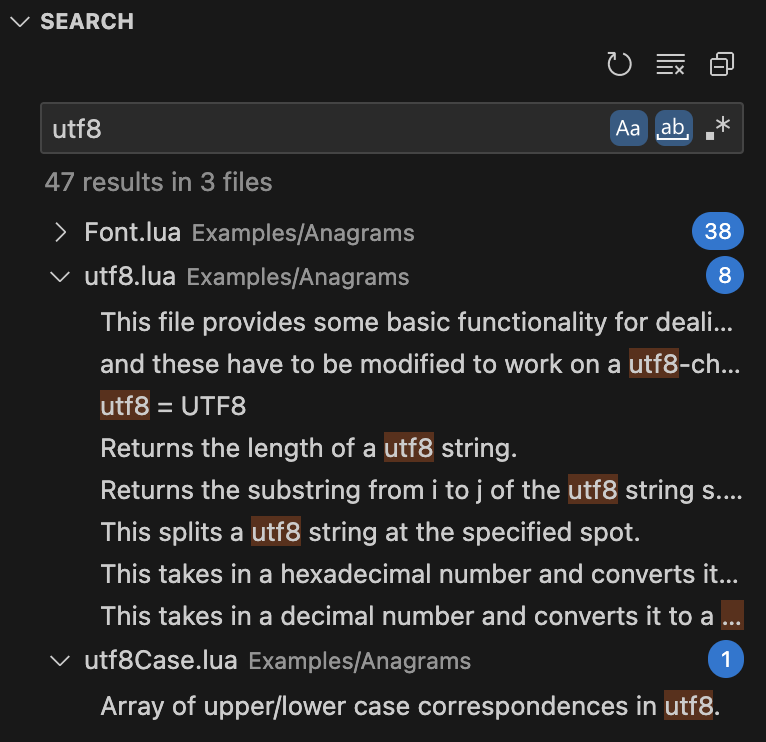 SEARCH
utf8 Aa ab .*
47 results in 3 files
Font.lua Examples/Anagrams 38
utf8.lua Examples/Anagrams 8
This file provides some basic functionality for deali...
and these have to be modified to work on a utf8-ch...
utf8 = UTF8
Returns the length of a utf8 string.
Returns the substring from i to j of the utf8 string s....
This splits a utf8 string at the specified spot.
This takes in a hexadecimal number and converts it...
This takes in a decimal number and converts it to a ...
utf8Case.lua Examples/Anagrams 1
Array of upper/lower case correspondences in utf8.